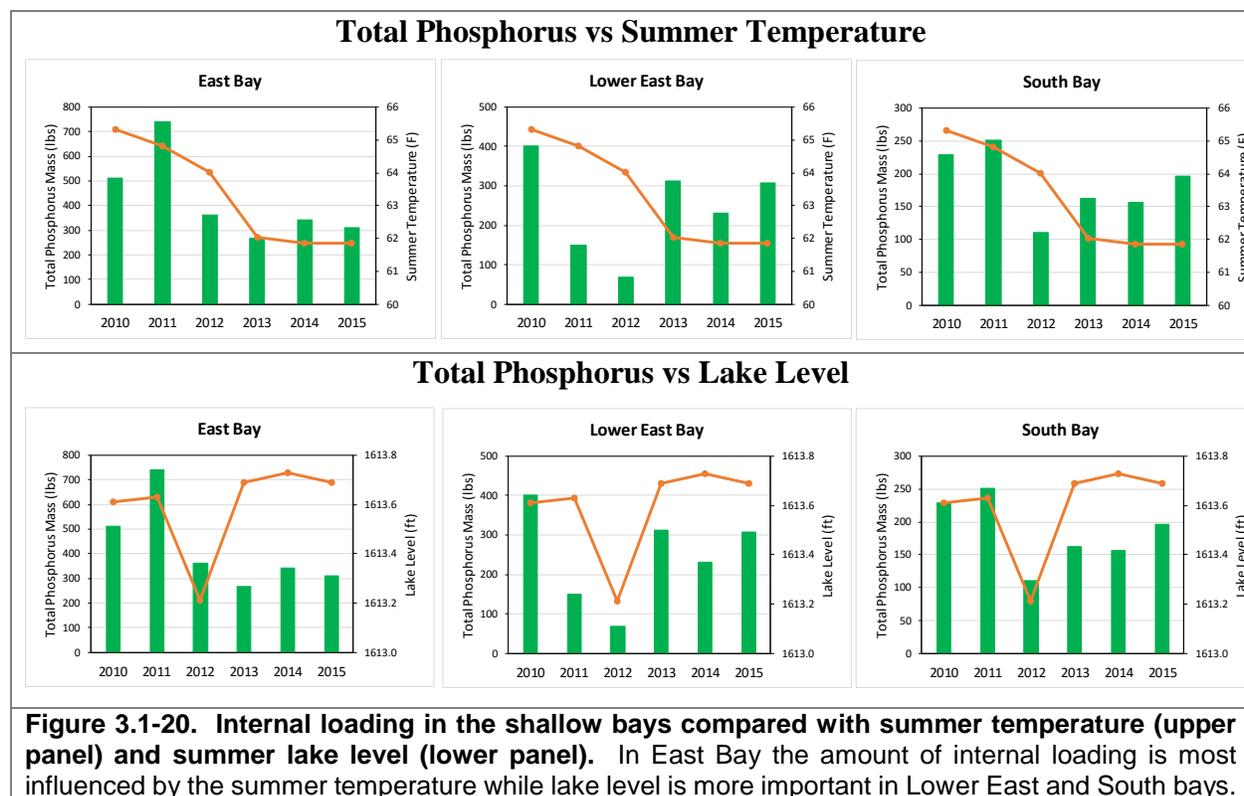 Total Phosphorus vs Summer Temperature
East Bay
Total Phosphorus Mass (lbs)
800
700
600
500
400
300
200
100
0
66
65
64
63
62
61
60
Summer Temperature (F)
2010 2011 2012 2013 2014 2015
Lower East Bay
Total Phosphorus Mass (lbs)
500
400
300
200
100
0
66
65
64
63
62
61
60
Summer Temperature (F)
2010 2011 2012 2013 2014 2015
South Bay
Total Phosphorus Mass (lbs)
300
250
200
150
100
50
0
66
65
64
63
62
61
60
Summer Temperature (F)
2010 2011 2012 2013 2014 2015
Total Phosphorus vs Lake Level
East Bay
Total Phosphorus Mass (lbs)
800
700
600
500
400
300
200
100
0
1613.8
1613.6
1613.4
1613.2
1613.0
Lake Level (ft)
2010 2011 2012 2013 2014 2015
Lower East Bay
Total Phosphorus Mass (lbs)
500
400
300
200
100
0
1613.8
1613.6
1613.4
1613.2
1613.0
Lake Level (ft)
2010 2011 2012 2013 2014 2015
South Bay
Total Phosphorus Mass (lbs)
300
250
200
150
100
50
0
1613.8
1613.6
1613.4
1613.2
1613.0
Lake Level (ft)
2010 2011 2012 2013 2014 2015
Figure 3.1-20. Internal loading in the shallow bays compared with summer temperature (upper
panel) and summer lake level (lower panel). In East Bay the amount of internal loading is most
influenced by the summer temperature while lake level is more important in Lower East and South bays.